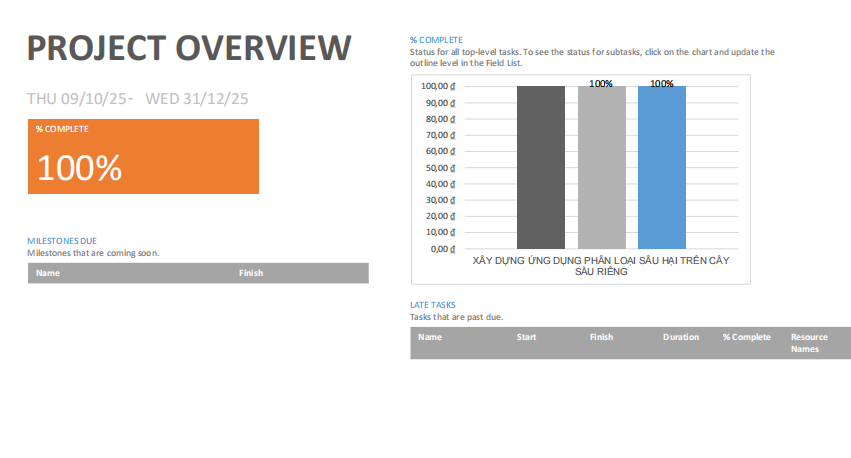 PROJECT OVERVIEW
THU 09/10/25- WED 31/12/25
% COMPLETE
100%
MILESTONES DUE
Milestones that are coming soon.
Name Finish
% COMPLETE
Status for all top-level tasks. To see the status for subtasks, click on the chart and update the
outline level in the Field List.
100,00 ₫
90,00 ₫
80,00 ₫
70,00 ₫
60,00 ₫
50,00 ₫
40,00 ₫
30,00 ₫
20,00 ₫
10,00 ₫
0,00 ₫
100% 100%
XÂY DỰNG ỨNG DỤNG PHÂN LOẠI SÂU HẠI TRÊN CÂY
SẦU RIÊNG
LATE TASKS
Tasks that are past due.
Name Start Finish Duration % Complete Resource
Names